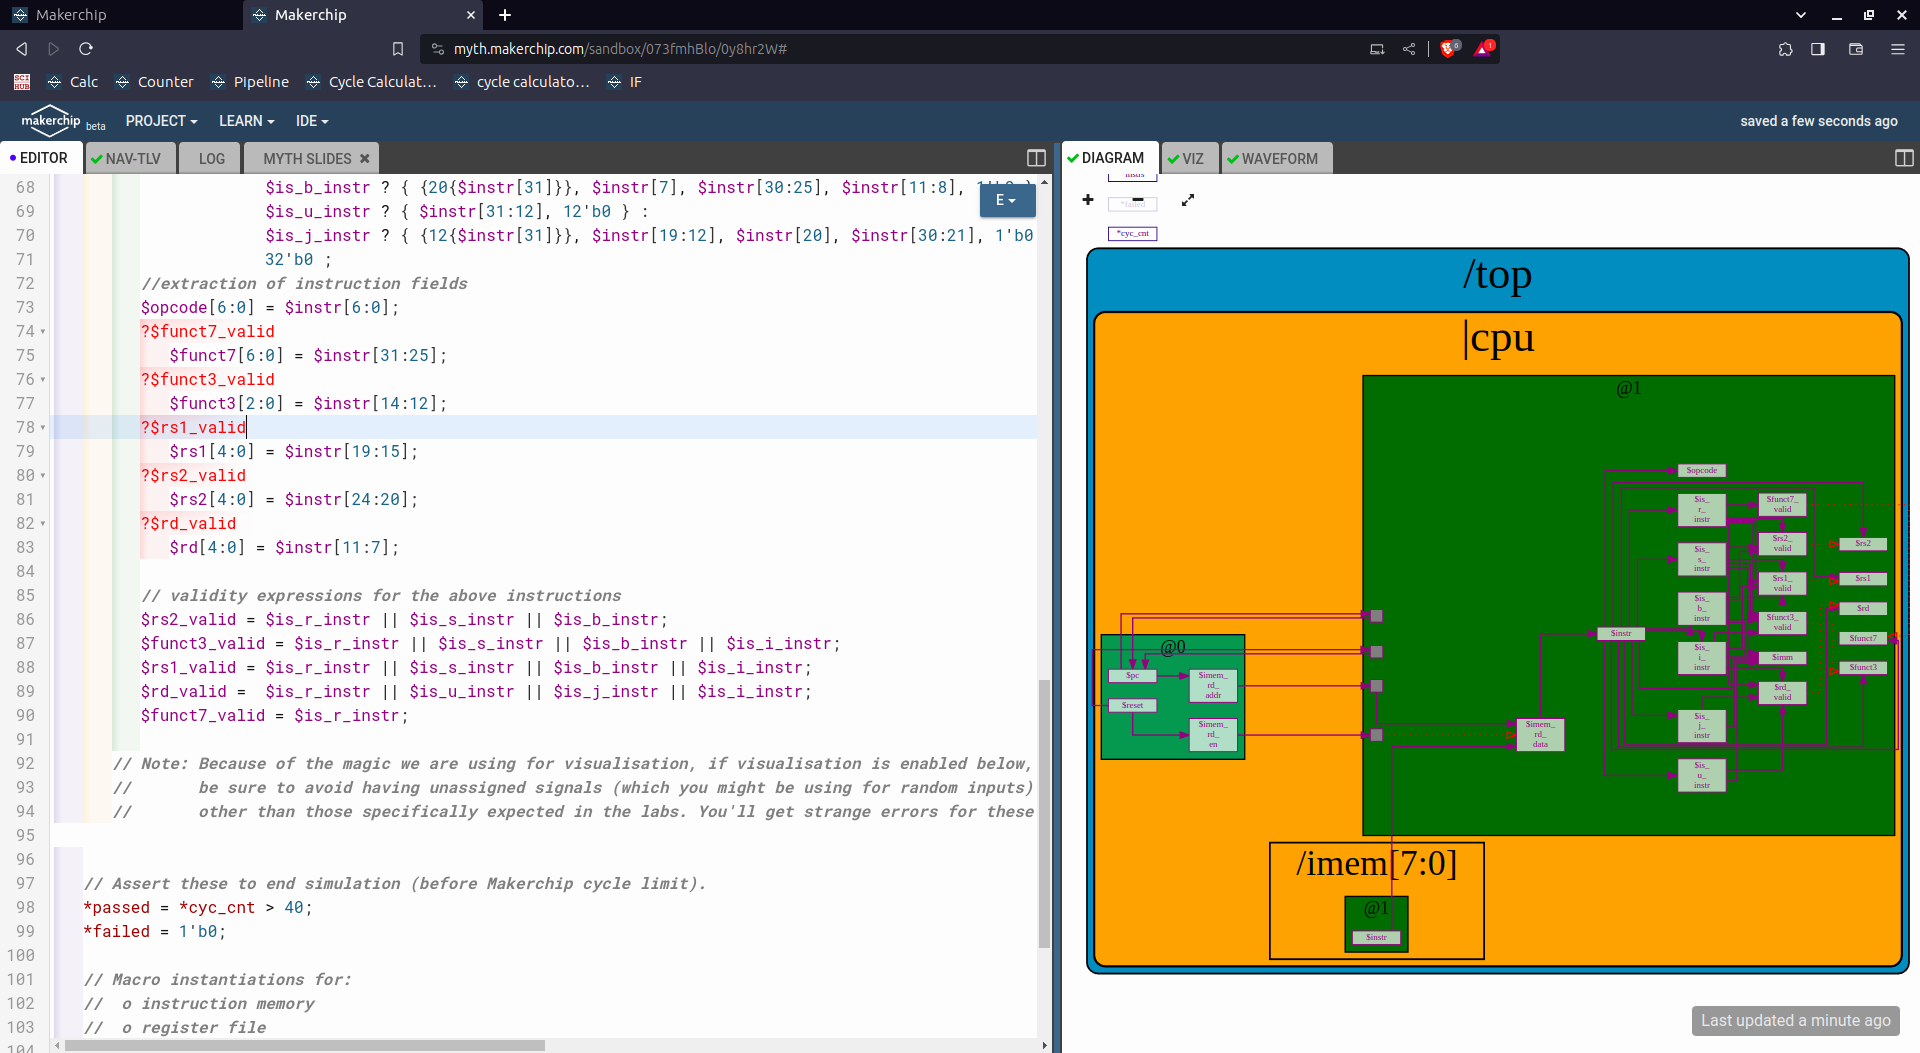 Makerchip
Makerchip
myth.makerchip.com/sandbox/073fmhBlo/0y8hr2W#
6
1
SCI HUB
Calc
Counter
Pipeline
Cycle Calculat...
cycle calculato...
IF
makerchip beta
PROJECT
LEARN
IDE
saved a few seconds ago
EDITOR
NAV-TLV
LOG
MYTH SLIDES
DIAGRAM
VIZ
WAVEFORM
E
68 $is_b_instr ? { {20{$instr[31]}}, $instr[7], $instr[30:25], $instr[11:8],
69 $is_u_instr ? { $instr[31:12], 12'b0 } :
70 $is_j_instr ? { {12{$instr[31]}}, $instr[19:12], $instr[20], $instr[30:21], 1'b0
71 32'b0 ;
72 //extraction of instruction fields
73 $opcode[6:0] = $instr[6:0];
74 ?$funct7_valid
75 $funct7[6:0] = $instr[31:25];
76 ?$funct3_valid
77 $funct3[2:0] = $instr[14:12];
78 ?$rs1_valid
79 $rs1[4:0] = $instr[19:15];
80 ?$rs2_valid
81 $rs2[4:0] = $instr[24:20];
82 ?$rd_valid
83 $rd[4:0] = $instr[11:7];
84
85 // validity expressions for the above instructions
86 $rs2_valid = $is_r_instr || $is_s_instr || $is_b_instr;
87 $funct3_valid = $is_r_instr || $is_s_instr || $is_b_instr || $is_i_instr;
88 $rs1_valid = $is_r_instr || $is_s_instr || $is_b_instr || $is_i_instr;
89 $rd_valid =  $is_r_instr || $is_u_instr || $is_j_instr || $is_i_instr;
90 $funct7_valid = $is_r_instr;
91
92 // Note: Because of the magic we are using for visualisation, if visualisation is enabled below,
93 //       be sure to avoid having unassigned signals (which you might be using for random inputs)
94 //       other than those specifically expected in the labs. You'll get strange errors for these
95
96
97 // Assert these to end simulation (before Makerchip cycle limit).
98 *passed = *cyc_cnt > 40;
99 *failed = 1'b0;
100
101 // Macro instantiations for:
102 //  o instruction memory
103 //  o register file
104
*failed
*cyc_cnt
/top
|cpu
@1
$opcode
$is_r_instr
$funct7_valid
$rs2_valid
$rs2
$is_s_instr
$rs1_valid
$rs1
$is_b_instr
$rd
$funct3_valid
$instr
$funct7
$is_i_instr
$imm
$funct3
$rd_valid
$is_j_instr
$imem_rd_data
$is_u_instr
@0
$pc
$imem_rd_addr
$reset
$imem_rd_en
/imem[7:0]
@1
$instr
Last updated a minute ago